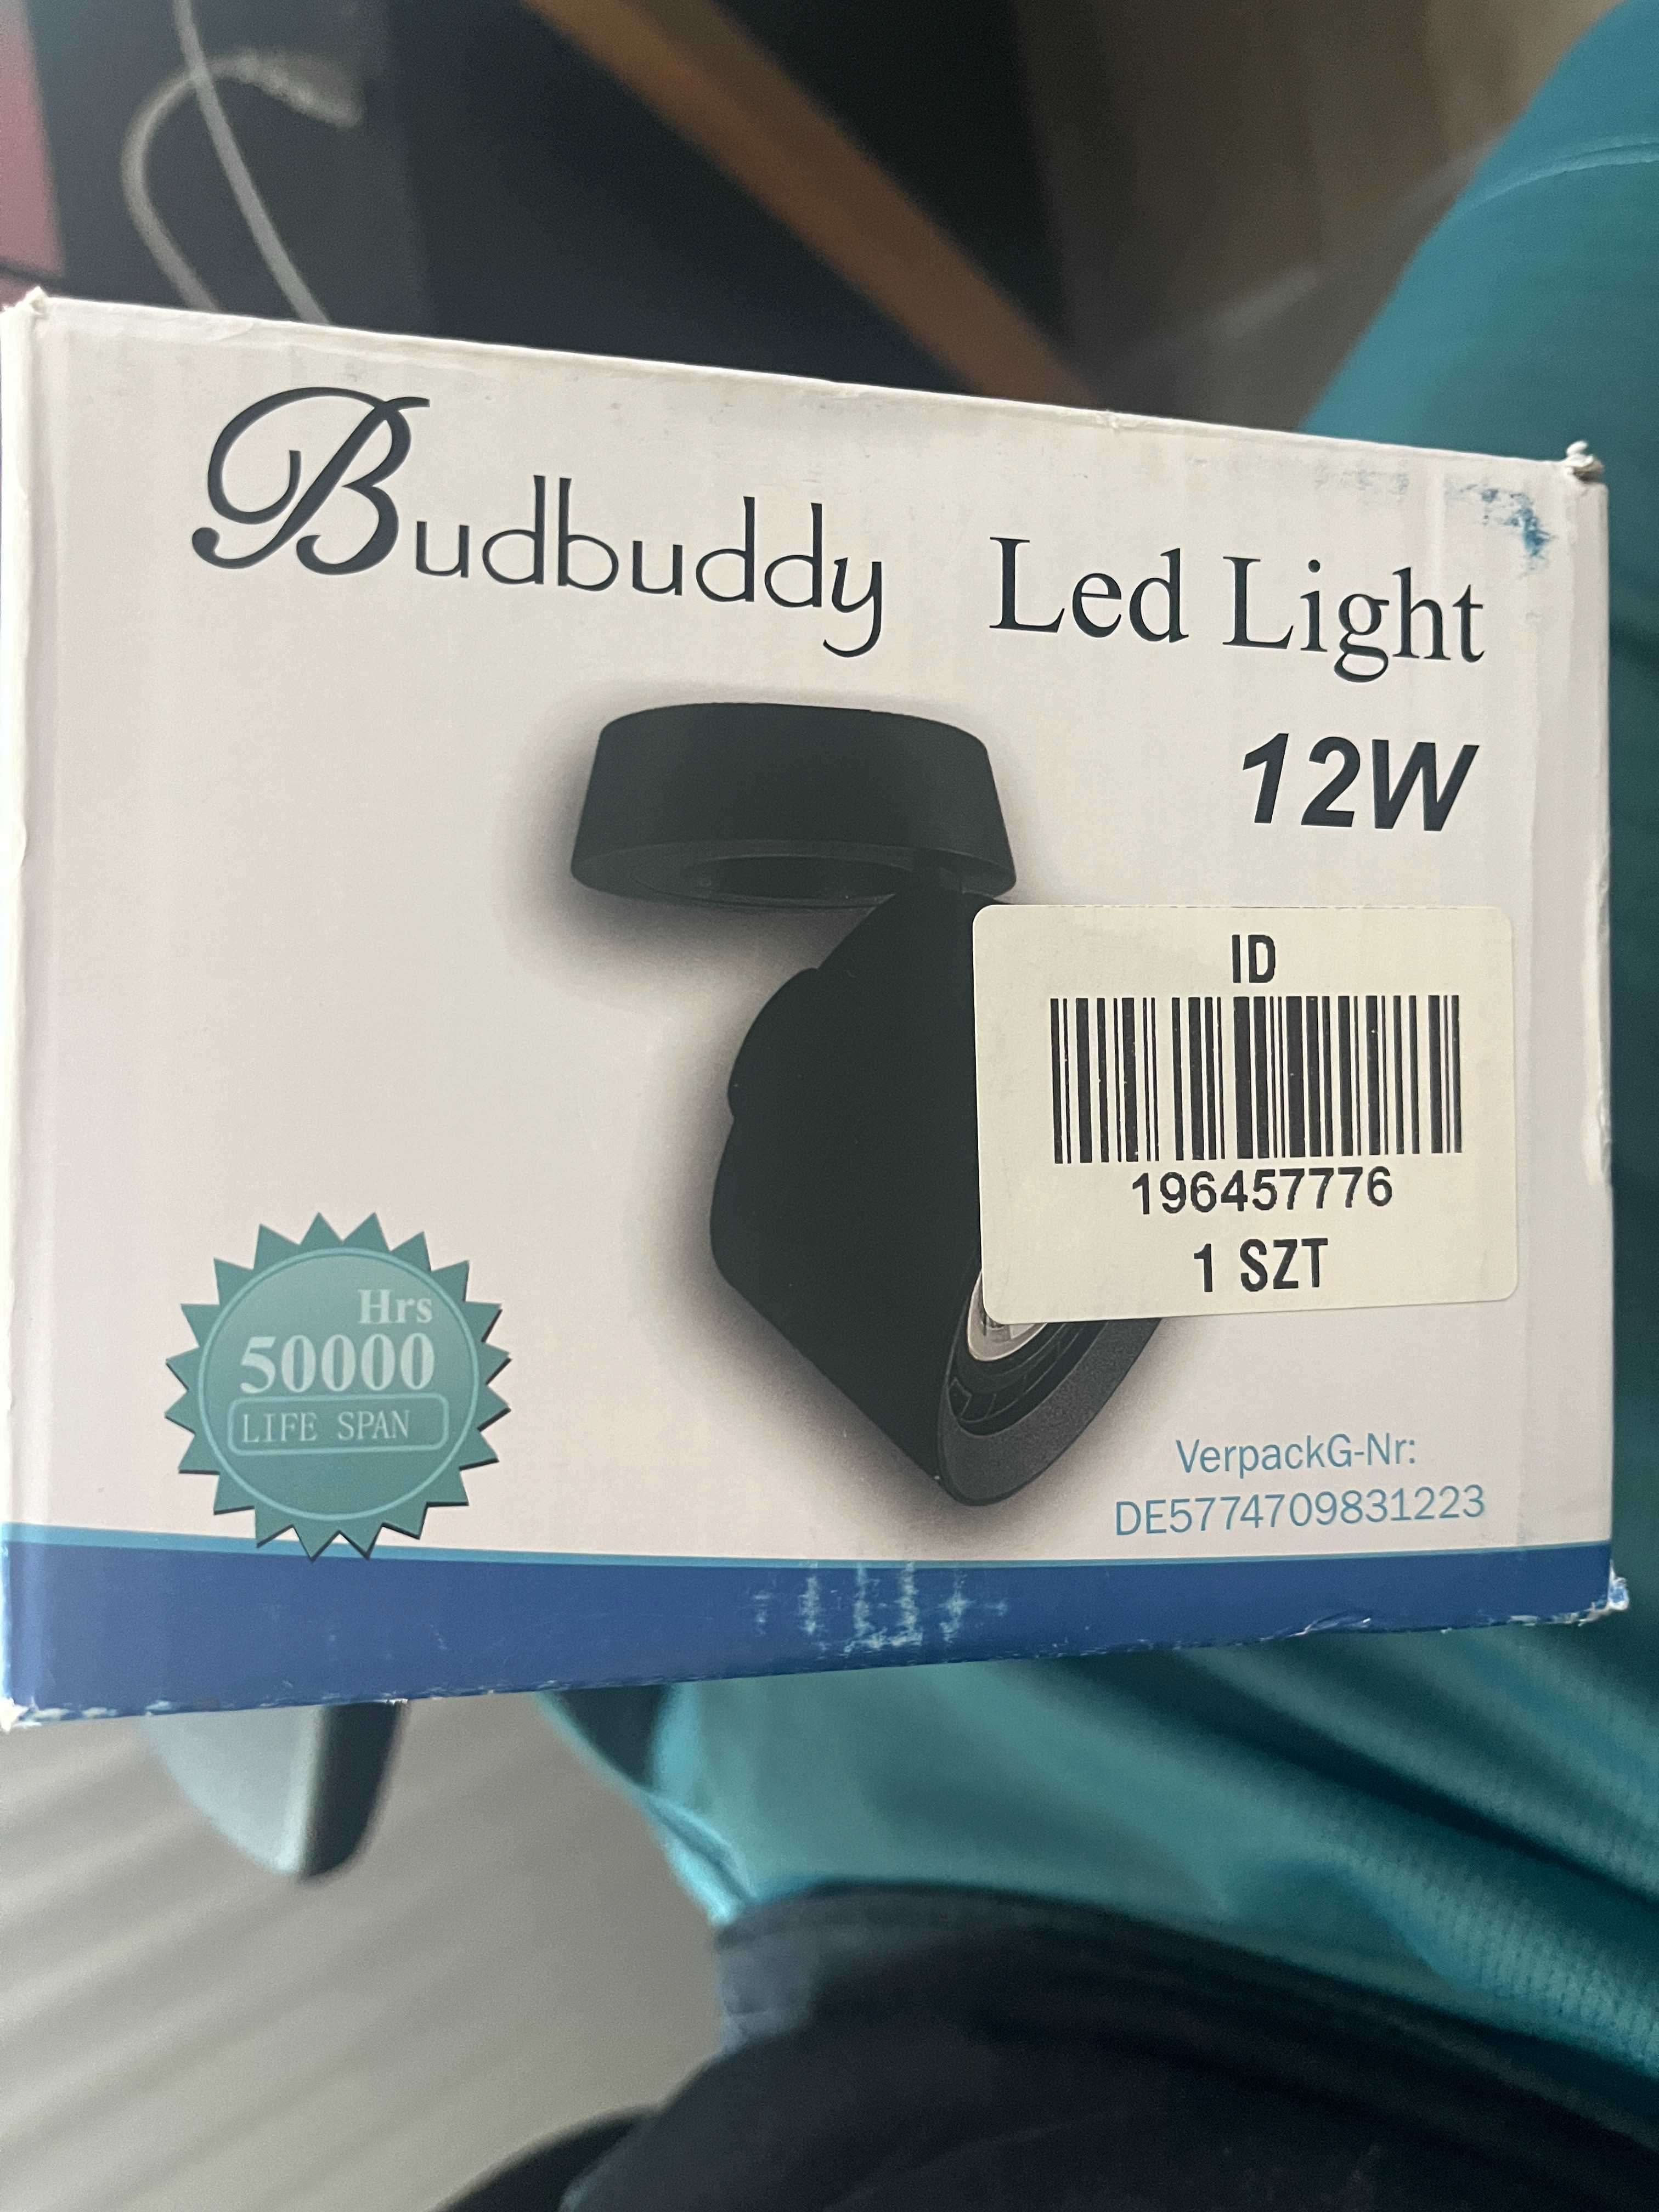 Budbuddy Led Light
12W
ID
196457776
1 SZT
Hrs
50000
LIFE SPAN
VerpackG-Nr:
DE5774709831223